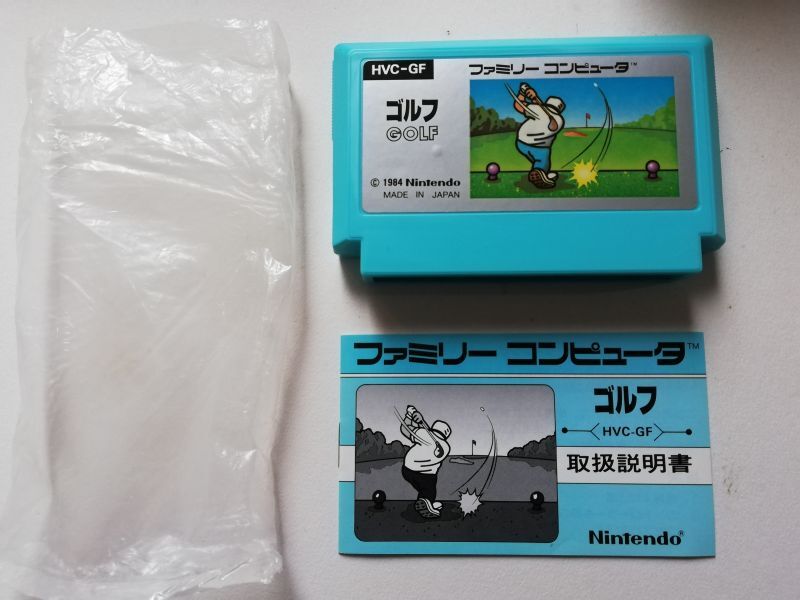 HVC-GF
ファミリー コンピュータ™
ゴルフ
GOLF
© 1984 Nintendo
MADE IN JAPAN
ファミリー コンピュータ™
ゴルフ
HVC-GF
取扱説明書
Nintendo®